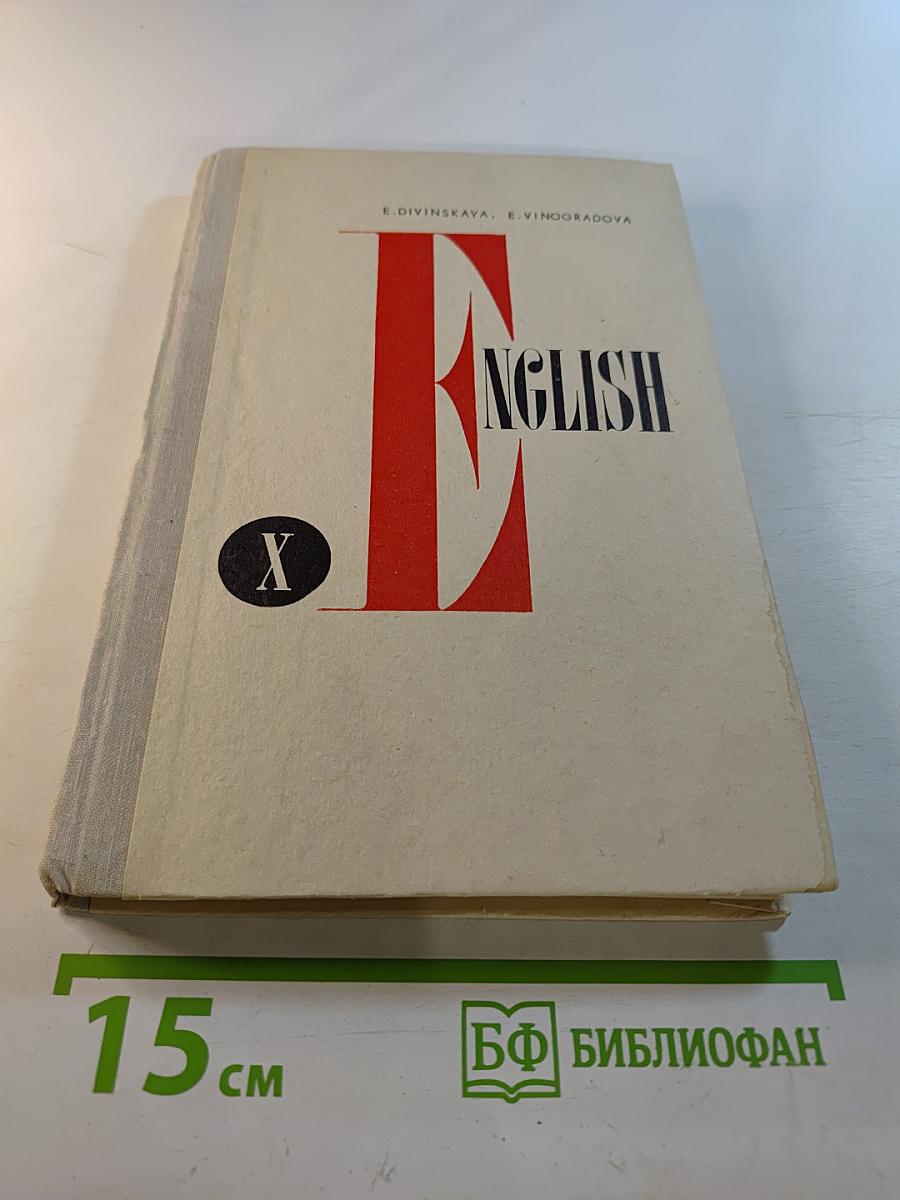 E.DIVINSKAYA, E.VINOGRADOVA
ENGLISH
X
15 см
БФ БИБЛИОФАН